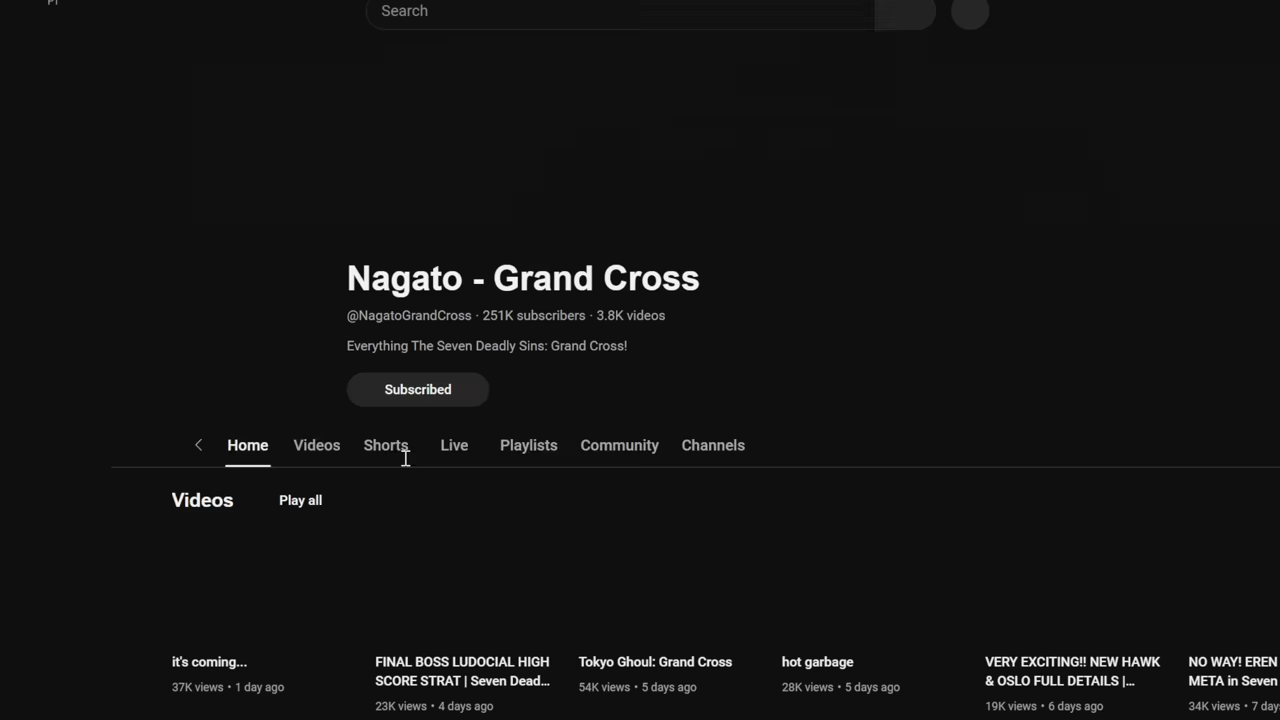 Search
Nagato - Grand Cross
@NagatoGrandCross · 251K subscribers · 3.8K videos
Everything The Seven Deadly Sins: Grand Cross!
Subscribed
Home Videos Shorts Live Playlists Community Channels
Videos Play all
it's coming...
37K views • 1 day ago
FINAL BOSS LUDOCIAL HIGH
SCORE STRAT | Seven Dead...
23K views • 4 days ago
Tokyo Ghoul: Grand Cross
54K views • 5 days ago
hot garbage
28K views • 5 days ago
VERY EXCITING!! NEW HAWK
& OSLO FULL DETAILS |...
19K views • 6 days ago
NO WAY! EREN
META in Seven
34K views • 7 day